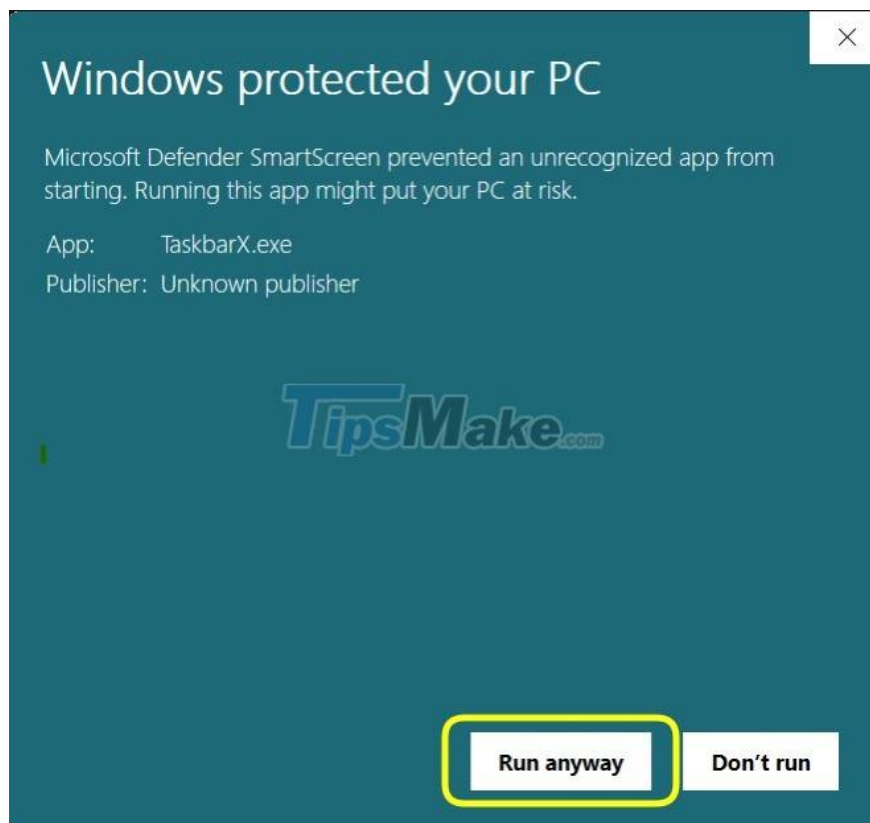 Windows protected your PC
Microsoft Defender SmartScreen prevented an unrecognized app from
starting. Running this app might put your PC at risk.
App: TaskbarX.exe
Publisher: Unknown publisher
TipsMake.com
Run anyway Don't run